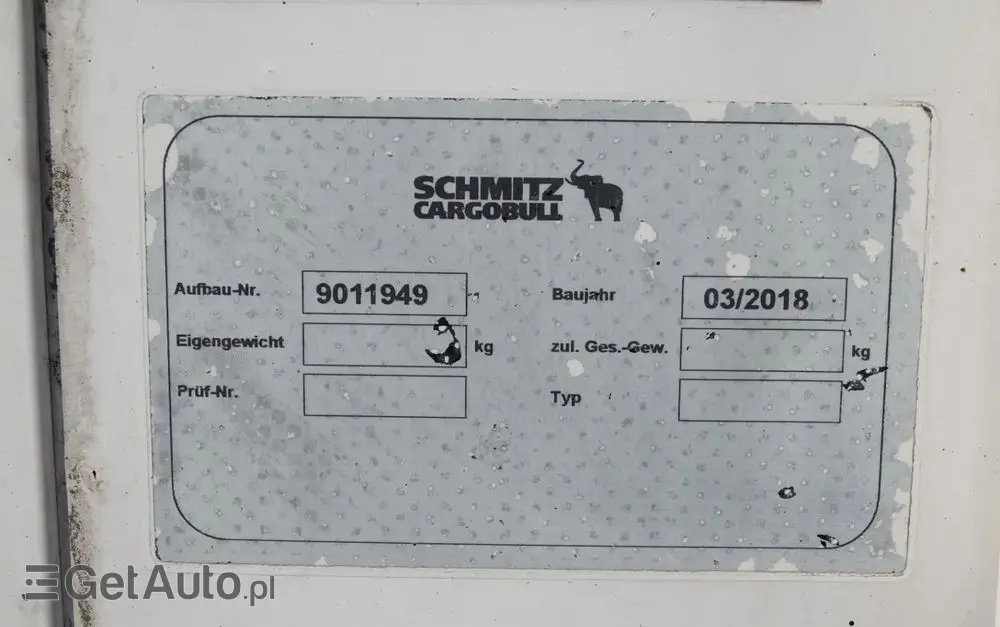 SCHMITZ
CARGOBULL
Aufbau-Nr. 9011949 Baujahr 03/2018
Eigengewicht kg zul. Ges.-Gew. kg
Prüf-Nr. Typ
GetAuto.pl